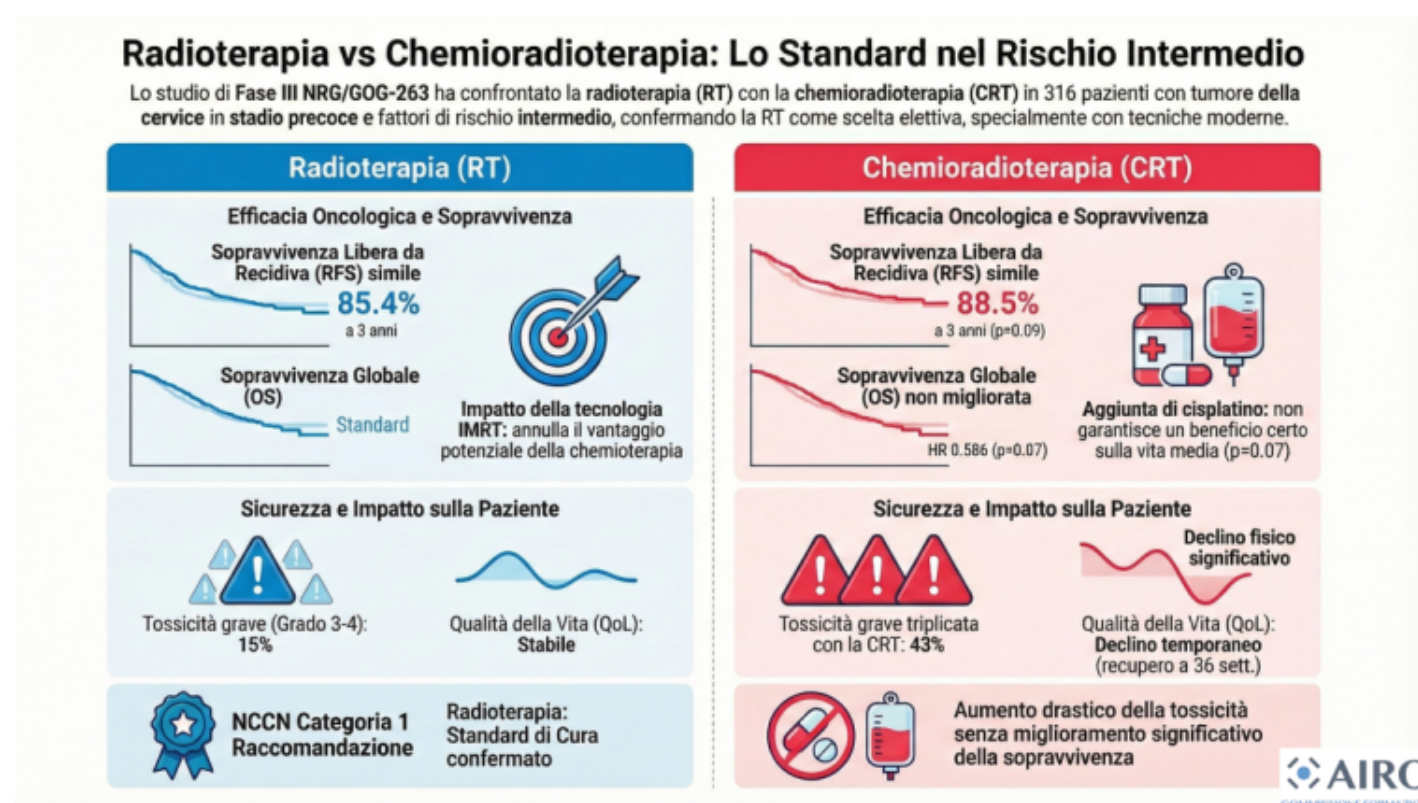 Radioterapia vs Chemioradioterapia: Lo Standard nel Rischio Intermedio
Lo studio di Fase III NRG/GOG-263 ha confrontato la radioterapia (RT) con la chemioradioterapia (CRT) in 316 pazienti con tumore della
cervice in stadio precoce e fattori di rischio intermedio, confermando la RT come scelta elettiva, specialmente con tecniche moderne.
Radioterapia (RT)
Efficacia Oncologica e Sopravvivenza
Sopravvivenza Libera da
Recidiva (RFS) simile
85.4%
a 3 anni
Sopravvivenza Globale
(OS)
Standard
Impatto della tecnologia
IMRT: annulla il vantaggio
potenziale della chemioterapia
Sicurezza e Impatto sulla Paziente
Tossicità grave (Grado 3-4):
15%
Qualità della Vita (QoL):
Stabile
NCCN Categoria 1
Raccomandazione
Radioterapia:
Standard di Cura
confermato
Chemioradioterapia (CRT)
Efficacia Oncologica e Sopravvivenza
Sopravvivenza Libera da
Recidiva (RFS) simile
88.5%
a 3 anni (p=0.09)
Sopravvivenza Globale
(OS) non migliorata
HR 0.586 (p=0.07)
Aggiunta di cisplatino: non
garantisce un beneficio certo
sulla vita media (p=0.07)
Sicurezza e Impatto sulla Paziente
Tossicità grave triplicata
con la CRT: 43%
Declino fisico
significativo
Qualità della Vita (QoL):
Declino temporaneo
(recupero a 36 sett.)
Aumento drastico della tossicità
senza miglioramento significativo
della sopravvivenza
AIRO